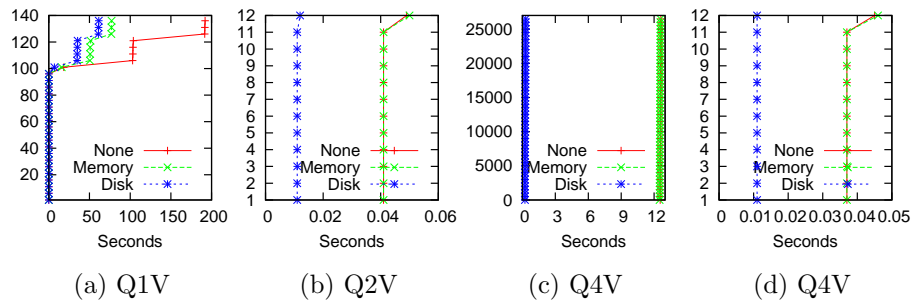 140
120
100
80
60
40
20
None
Memory
Disk
0 50 100 150 200
Seconds
(a) Q1V
12
11
10
9
8
7
6
5
4
3
2
1
None
Memory
Disk
0 0.02 0.04 0.06
Seconds
(b) Q2V
25000
20000
15000
10000
5000
0
None
Memory
Disk
0 3 6 9 12
Seconds
(c) Q4V
12
11
10
9
8
7
6
5
4
3
2
1
None
Memory
Disk
0 0.01 0.02 0.03 0.04 0.05
Seconds
(d) Q4V